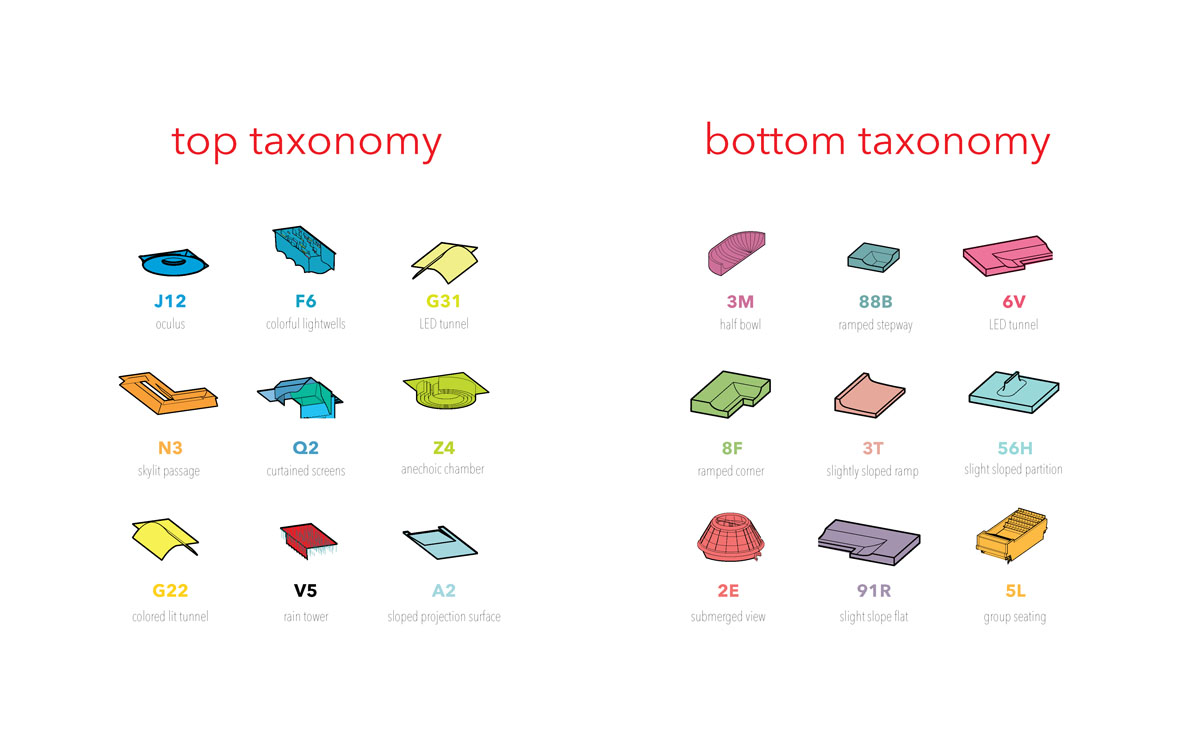 top taxonomy
J12
oculus
F6
colorful lightwells
G31
LED tunnel
N3
skylit passage
Q2
curtained screens
Z4
anechoic chamber
G22
colored lit tunnel
V5
rain tower
A2
sloped projection surface
bottom taxonomy
3M
half bowl
88B
ramped stepway
6V
LED tunnel
8F
ramped corner
3T
slightly sloped ramp
56H
slight sloped partition
2E
submerged view
91R
slight slope flat
5L
group seating